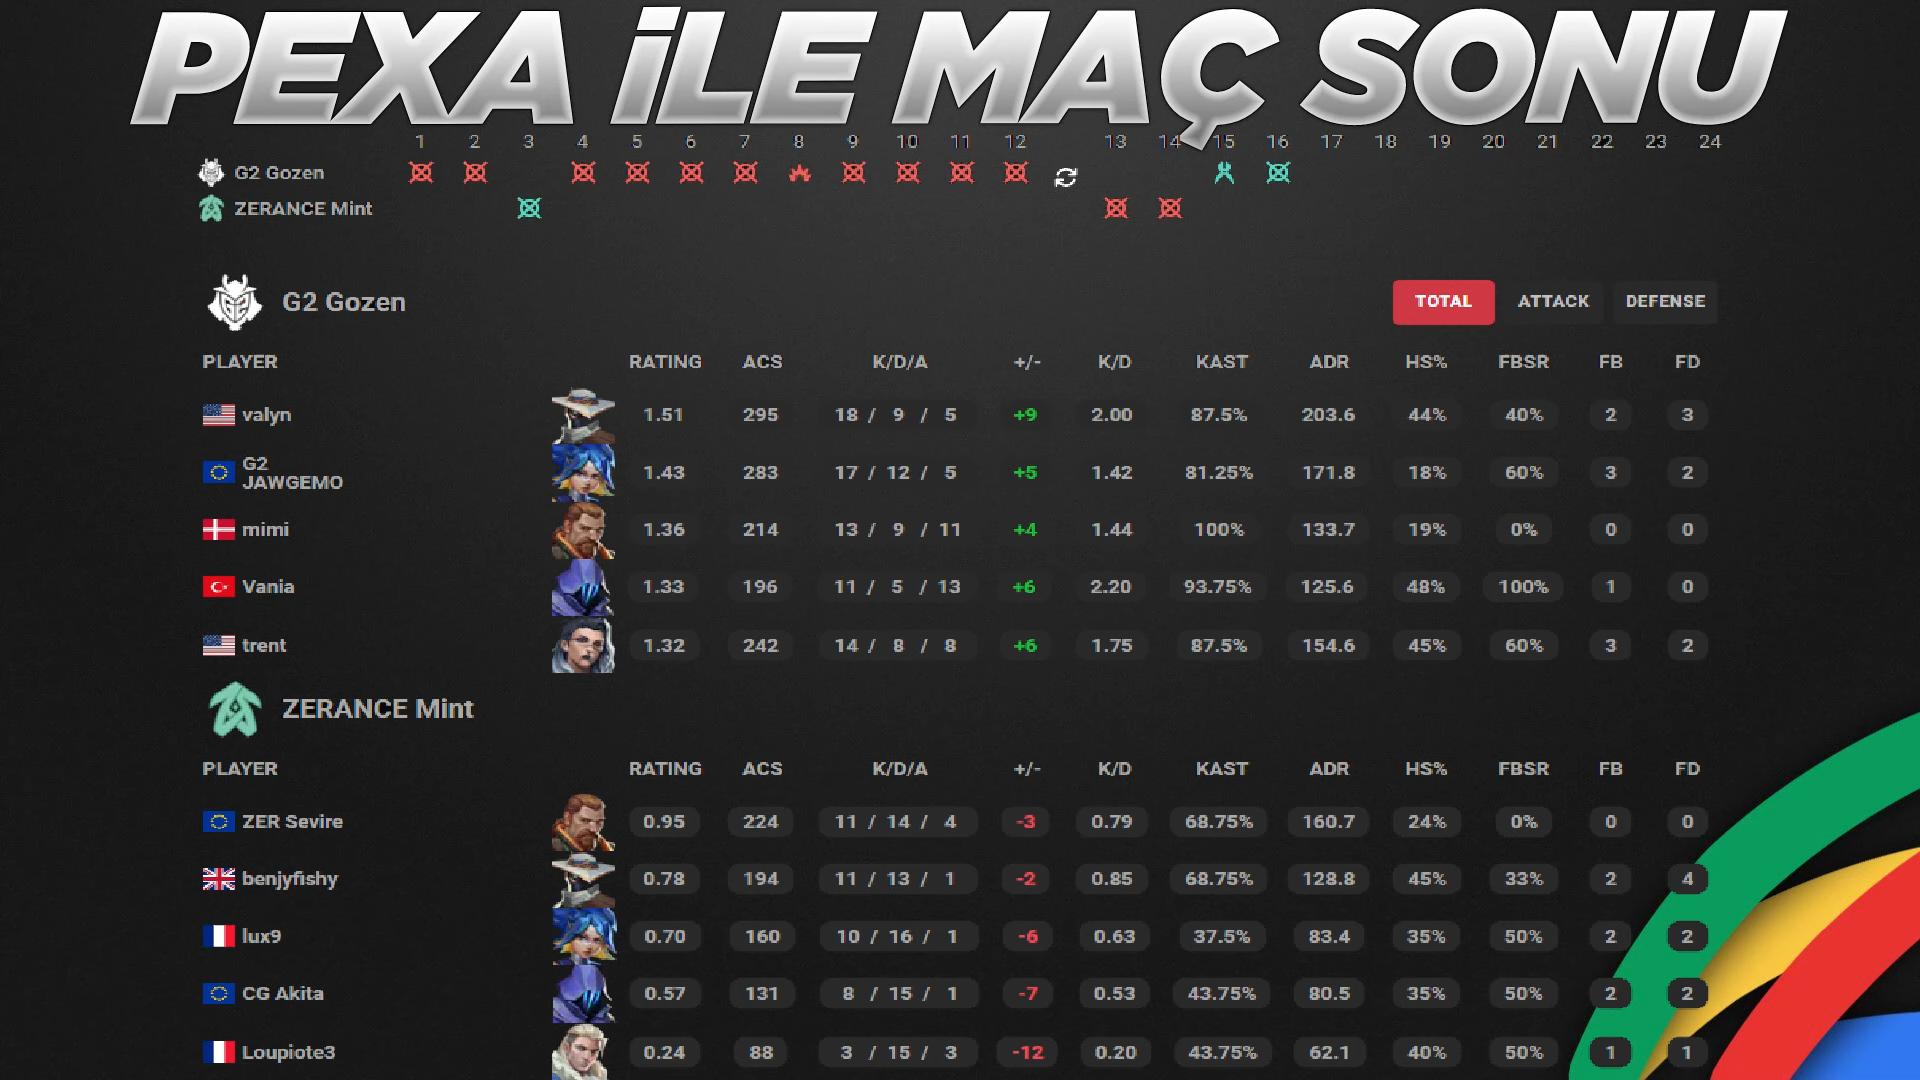 PEXA iLE MAÇ SONU
1 2 3 4 5 6 7 8 9 10 11 12 13 14 15 16 17 18 19 20 21 22 23 24
G2 Gozen
ZERANCE Mint
G2 Gozen
TOTAL ATTACK DEFENSE
PLAYER RATING ACS K/D/A +/- K/D KAST ADR HS% FBSR FB FD
valyn 1.51 295 18 / 9 / 5 +9 2.00 87.5% 203.6 44% 40% 2 3
G2
JAWGEMO 1.43 283 17 / 12 / 5 +5 1.42 81.25% 171.8 18% 60% 3 2
mimi 1.36 214 13 / 9 / 11 +4 1.44 100% 133.7 19% 0% 0 0
Vania 1.33 196 11 / 5 / 13 +6 2.20 93.75% 125.6 48% 100% 1 0
trent 1.32 242 14 / 8 / 8 +6 1.75 87.5% 154.6 45% 60% 3 2
ZERANCE Mint
PLAYER RATING ACS K/D/A +/- K/D KAST ADR HS% FBSR FB FD
ZER Sevire 0.95 224 11 / 14 / 4 -3 0.79 68.75% 160.7 24% 0% 0 0
benjyfishy 0.78 194 11 / 13 / 1 -2 0.85 68.75% 128.8 45% 33% 2 4
lux9 0.70 160 10 / 16 / 1 -6 0.63 37.5% 83.4 35% 50% 2 2
CG Akita 0.57 131 8 / 15 / 1 -7 0.53 43.75% 80.5 35% 50% 2 2
Loupiote3 0.24 88 3 / 15 / 3 -12 0.20 43.75% 62.1 40% 50% 1 1